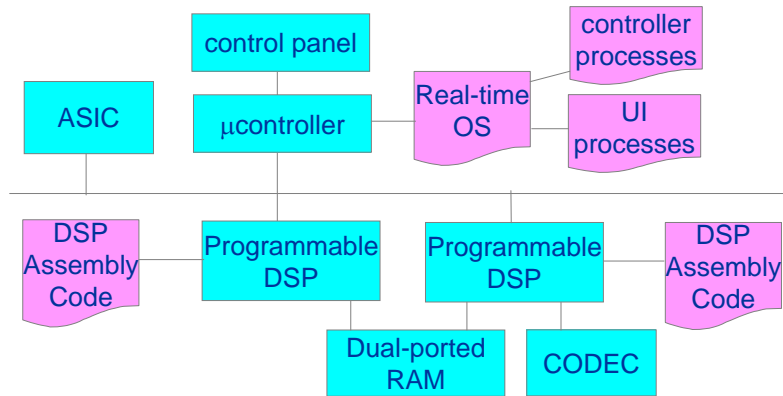 control panel
controller
processes
ASIC
μcontroller
Real-time
OS
UI
processes
DSP
Assembly
Code
Programmable
DSP
Programmable
DSP
DSP
Assembly
Code
Dual-ported
RAM
CODEC